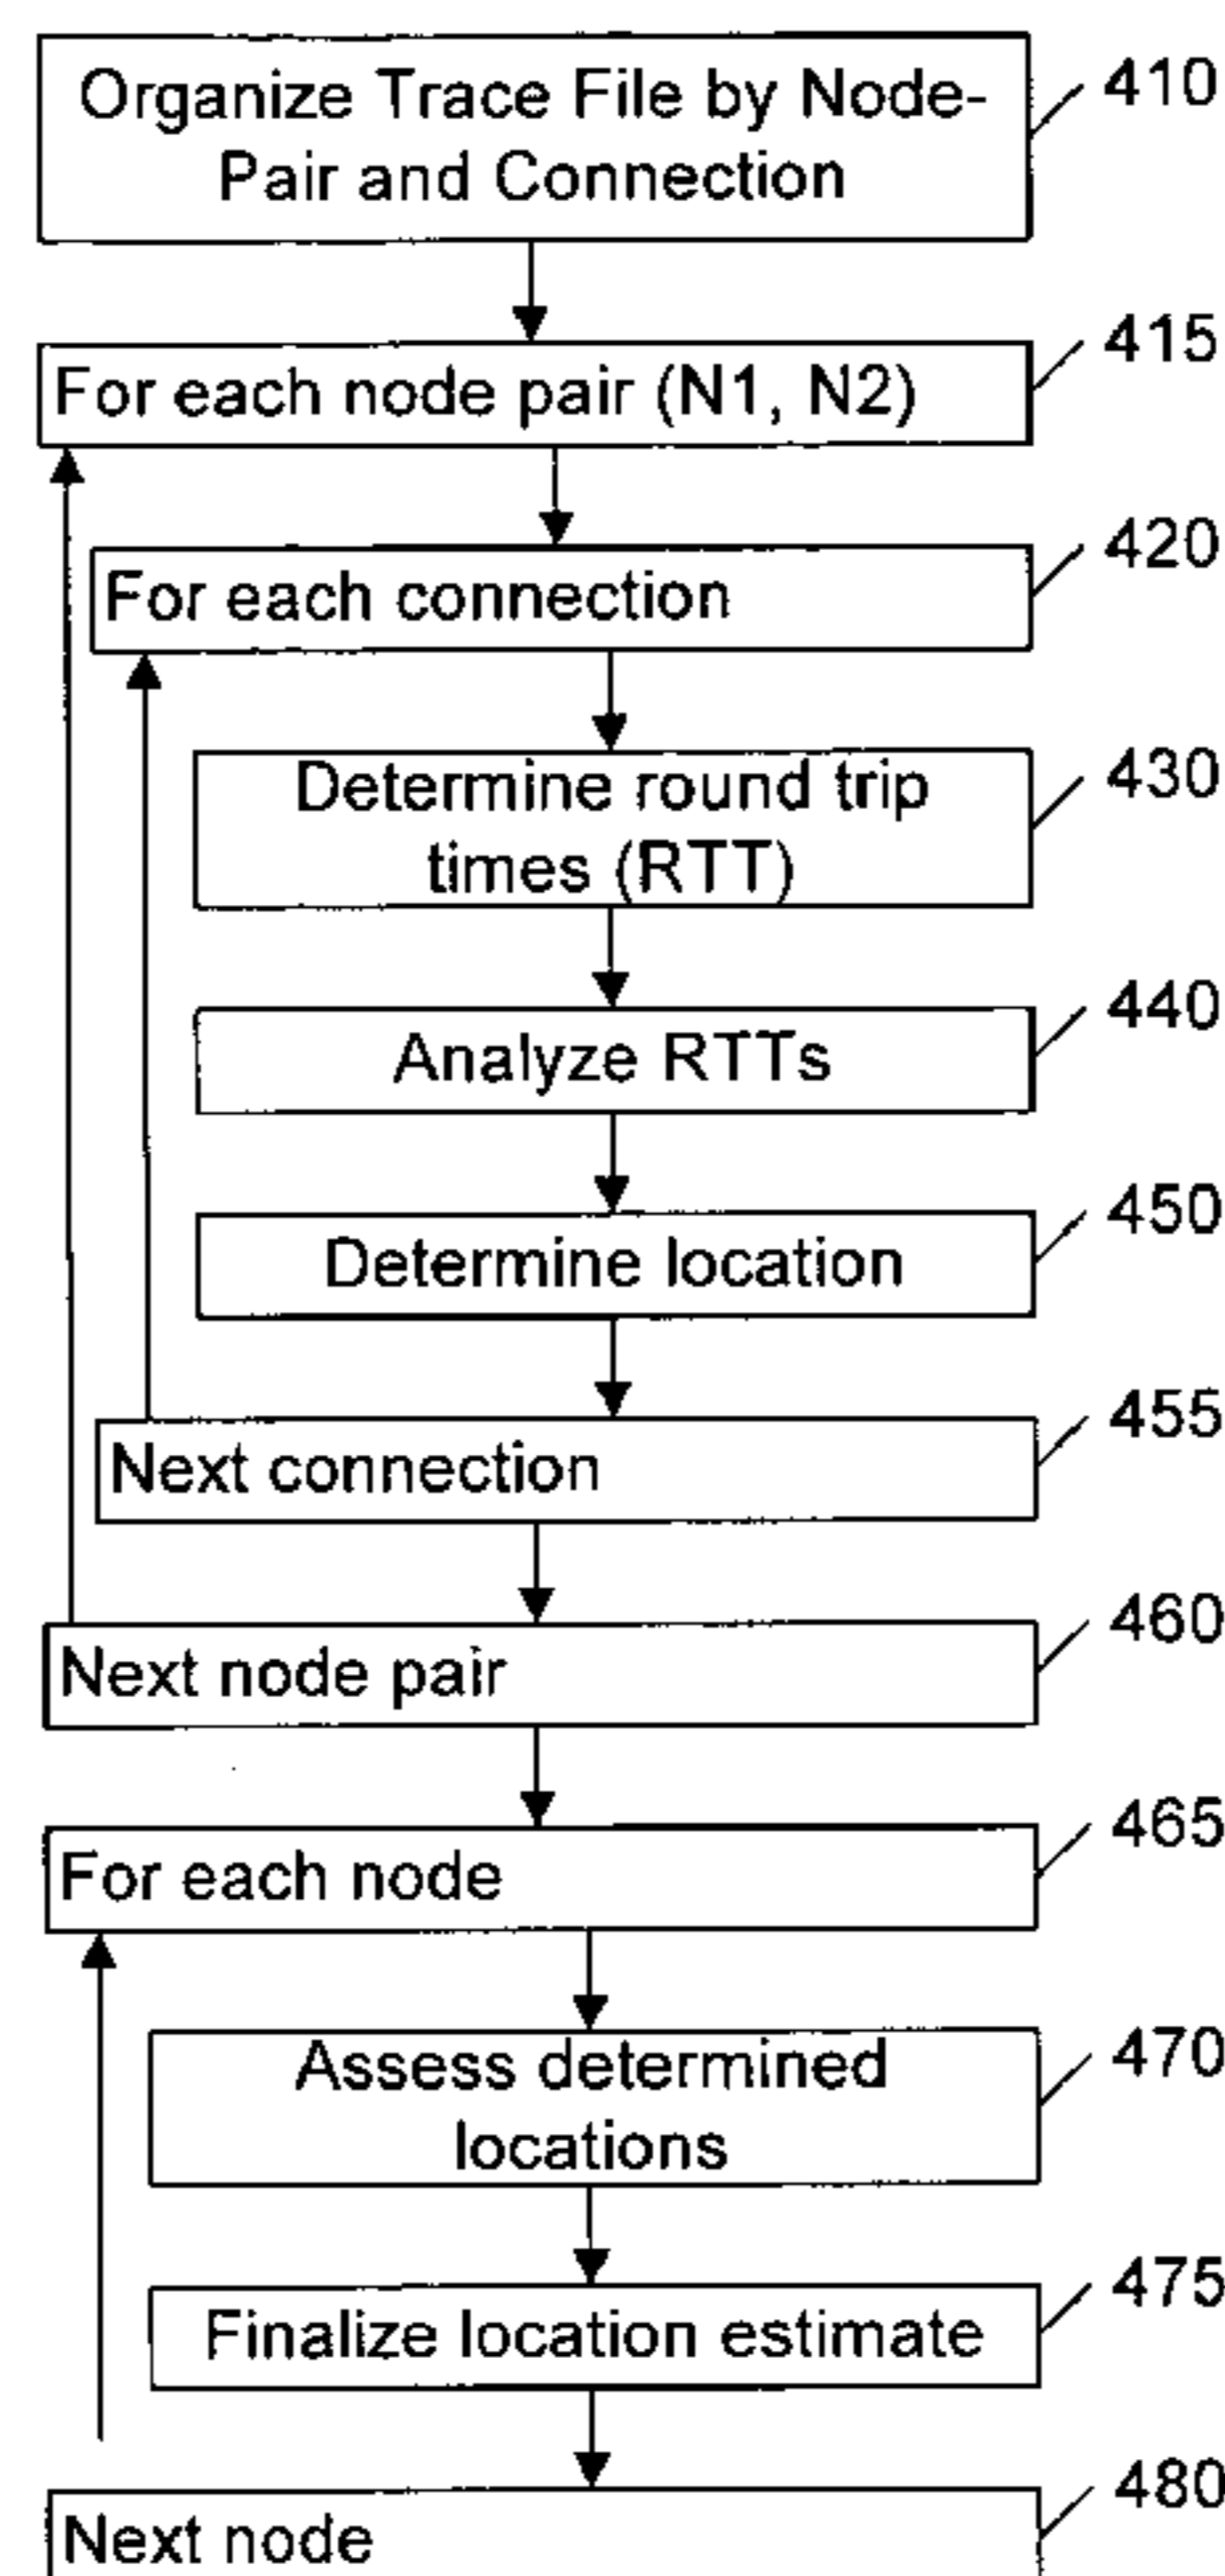 Organize Trace File by Node-
Pair and Connection
410
For each node pair (N1, N2)
415
For each connection
420
Determine round trip
times (RTT)
430
Analyze RTTs
440
Determine location
450
Next connection
455
Next node pair
460
For each node
465
Assess determined
locations
470
Finalize location estimate
475
Next node
480